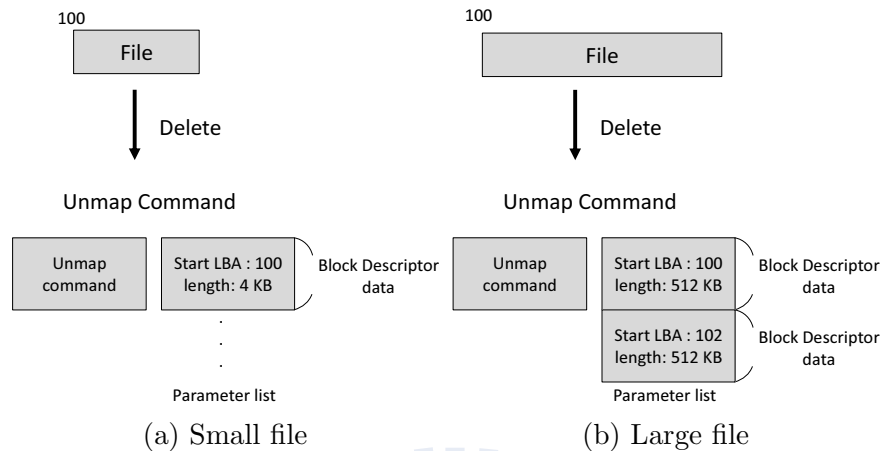 100
File
Delete
Unmap Command
Unmap
command
Start LBA : 100
length: 4 KB
Block Descriptor
data
.
.
.
Parameter list
(a) Small file
100
File
Delete
Unmap Command
Unmap
command
Start LBA : 100
length: 512 KB
Block Descriptor
data
Start LBA : 102
length: 512 KB
Block Descriptor
data
Parameter list
(b) Large file